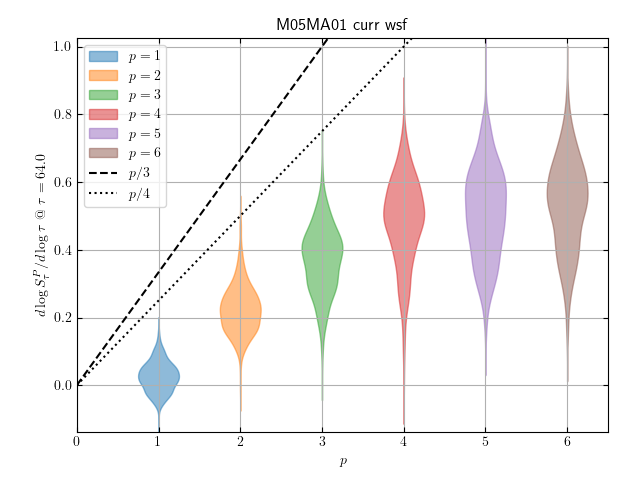 M05MA01 curr wsf
1.0
0.8
0.6
0.4
0.2
0.0
d log S_τ^P / d log τ @ τ = 64.0
p = 1
p = 2
p = 3
p = 4
p = 5
p = 6
p/3
p/4
0 1 2 3 4 5 6
p